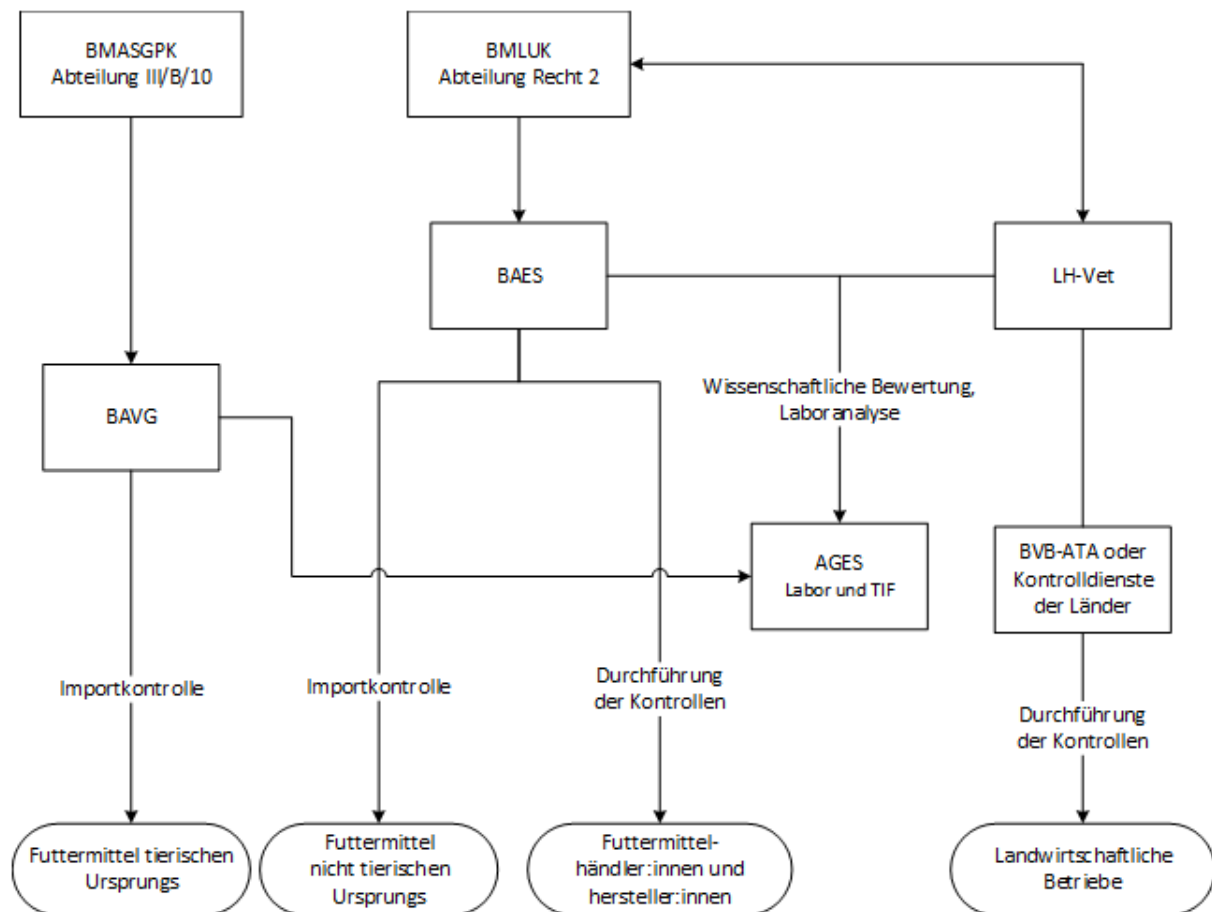 BMASGPK
Abteilung III/B/10
BMLUK
Abteilung Recht 2
BAES
LH-Vet
BAVG
Wissenschaftliche Bewertung,
Laboranalyse
AGES
Labor und TIF
BVB-ATA oder
Kontrolldienste
der Länder
Importkontrolle
Importkontrolle
Durchführung
der Kontrollen
Durchführung
der Kontrollen
Futtermittel tierischen
Ursprungs
Futtermittel
nicht tierischen
Ursprungs
Futtermittel-
händler:innen und
hersteller:innen
Landwirtschaftliche
Betriebe